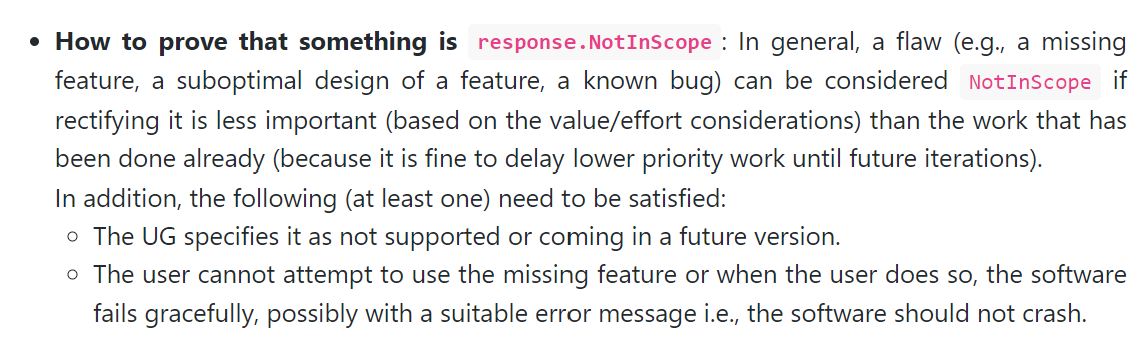 • How to prove that something is response.NotInScope: In general, a flaw (e.g., a missing
feature, a suboptimal design of a feature, a known bug) can be considered NotInScope if
rectifying it is less important (based on the value/effort considerations) than the work that has
been done already (because it is fine to delay lower priority work until future iterations).
In addition, the following (at least one) need to be satisfied:
◦ The UG specifies it as not supported or coming in a future version.
◦ The user cannot attempt to use the missing feature or when the user does so, the software
fails gracefully, possibly with a suitable error message i.e., the software should not crash.